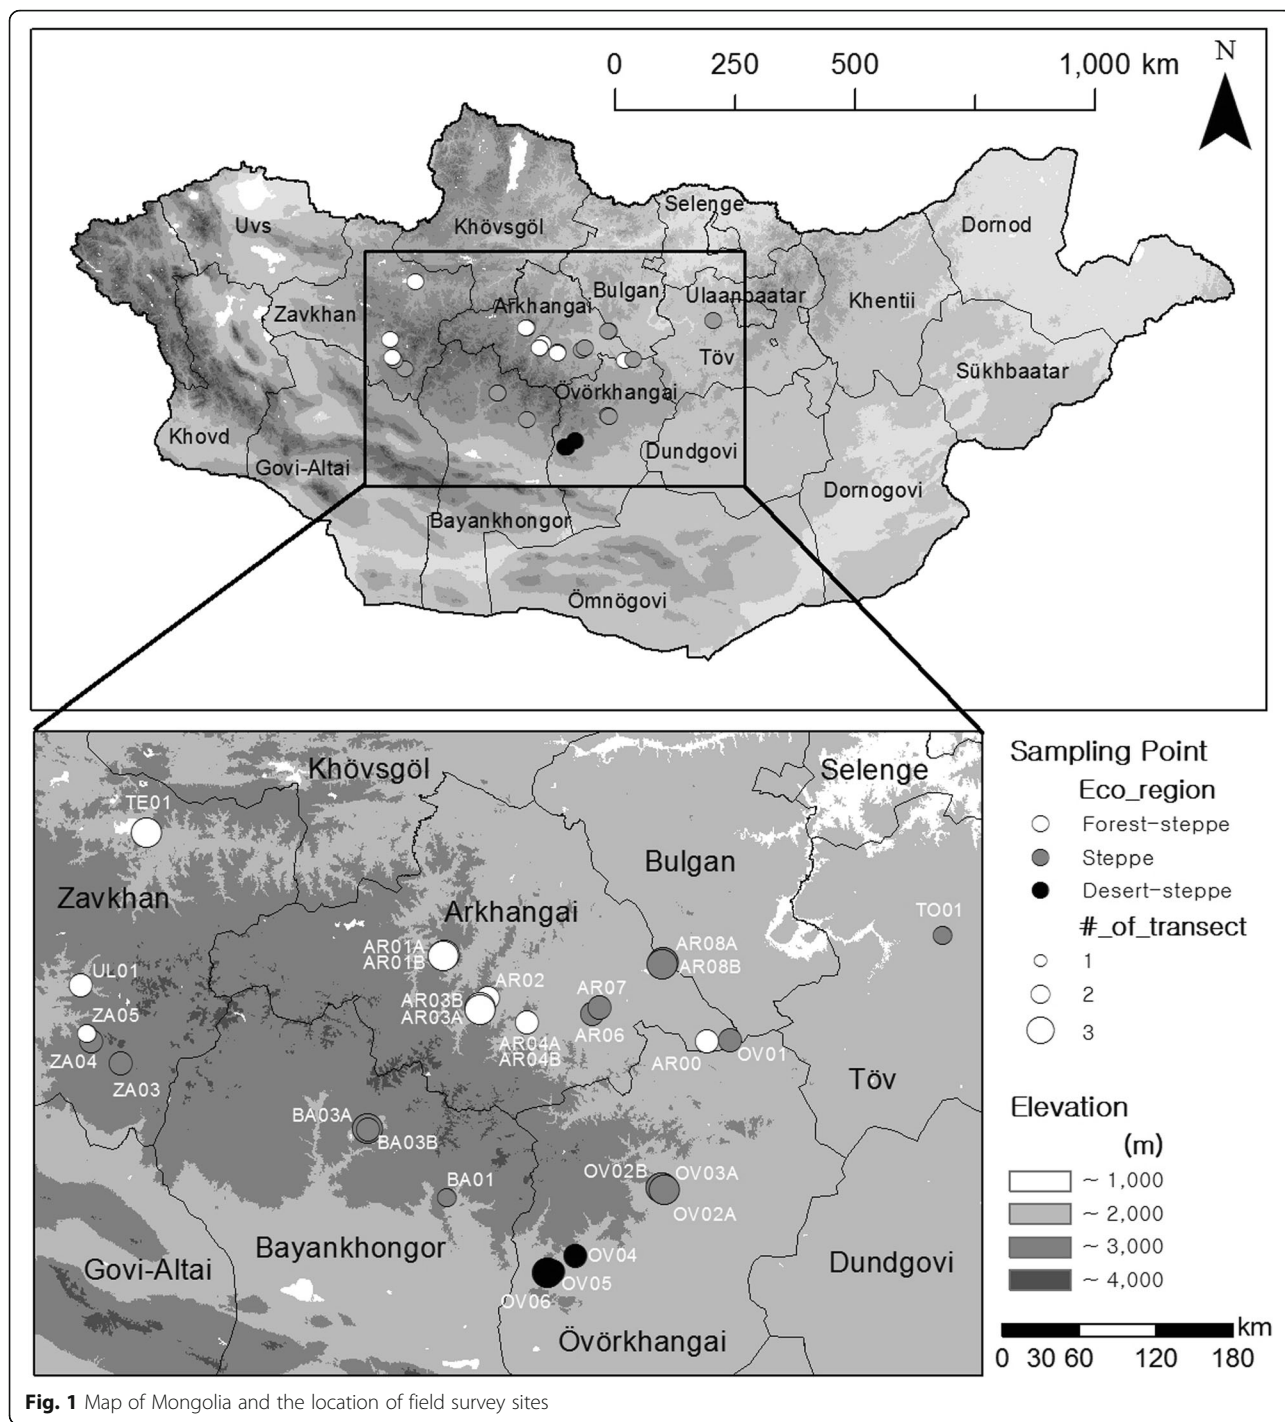 0 250 500 1,000 km
N
Selenge
Dornod
Uvs
Khövsgöl
Bulgan
Ulaanbaatar
Khentii
Arkhangai
Zavkhan
Töv
Sükhbaatar
Övörkhangai
Khovd
Govi-Altai
Dundgovi
Dornogovi
Bayankhongor
Ömnögovi
Khövsgöl
Selenge
TE01
Bulgan
Zavkhan
Arkhangai
TO01
AR01A
AR01B
AR08A
AR08B
UL01
AR02
AR03B
AR03A
AR07
ZA05
AR06
AR04A
AR04B
ZA04
AR00
OV01
ZA03
Töv
BA03A
BA03B
BA01
OV02B
OV03A
OV02A
Bayankhongor
OV04
OV05
OV06
Govi-Altai
Dundgovi
Övörkhangai
Sampling Point
Eco_region
Forest-steppe
Steppe
Desert-steppe
#_of_transect
1
2
3
Elevation
(m)
~ 1,000
~ 2,000
~ 3,000
~ 4,000
km
0 30 60 120 180
Fig. 1 Map of Mongolia and the location of field survey sites